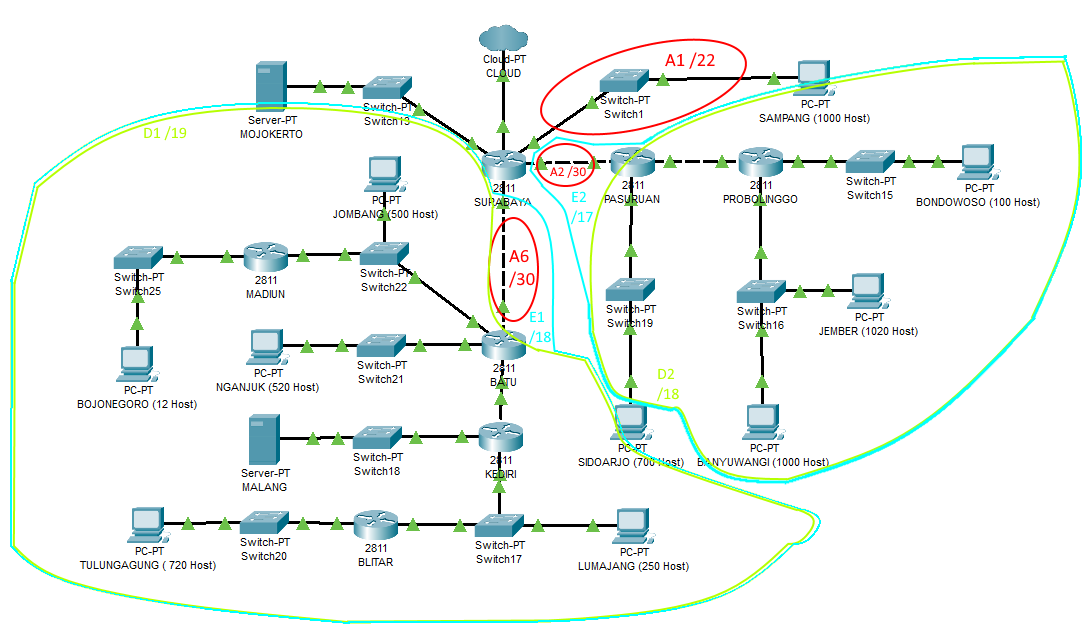 Cloud-PT
CLOUD
A1 /22
Switch-PT
Switch1
PC-PT
SAMPANG (1000 Host)
Server-PT
MOJOKERTO
Switch-PT
Switch13
D1 /19
2811
SURABAYA
A2 /30
E2
/17
2811
PASURUAN
2811
PROBOLINGGO
Switch-PT
Switch15
PC-PT
BONDOWOSO (100 Host)
PC-PT
JOMBANG (500 Host)
Switch-PT
Switch25
2811
MADIUN
Switch-PT
Switch22
A6
/30
E1
/18
Switch-PT
Switch19
Switch-PT
Switch16
PC-PT
JEMBER (1020 Host)
PC-PT
BOJONEGORO (12 Host)
PC-PT
NGANJUK (520 Host)
Switch-PT
Switch21
2811
BATU
D2
/18
PC-PT
SIDOARJO (700 Host)
PC-PT
BANYUWANGI (1000 Host)
Server-PT
MALANG
Switch-PT
Switch18
2811
KEDIRI
PC-PT
TULUNGAGUNG ( 720 Host)
Switch-PT
Switch20
2811
BLITAR
Switch-PT
Switch17
PC-PT
LUMAJANG (250 Host)